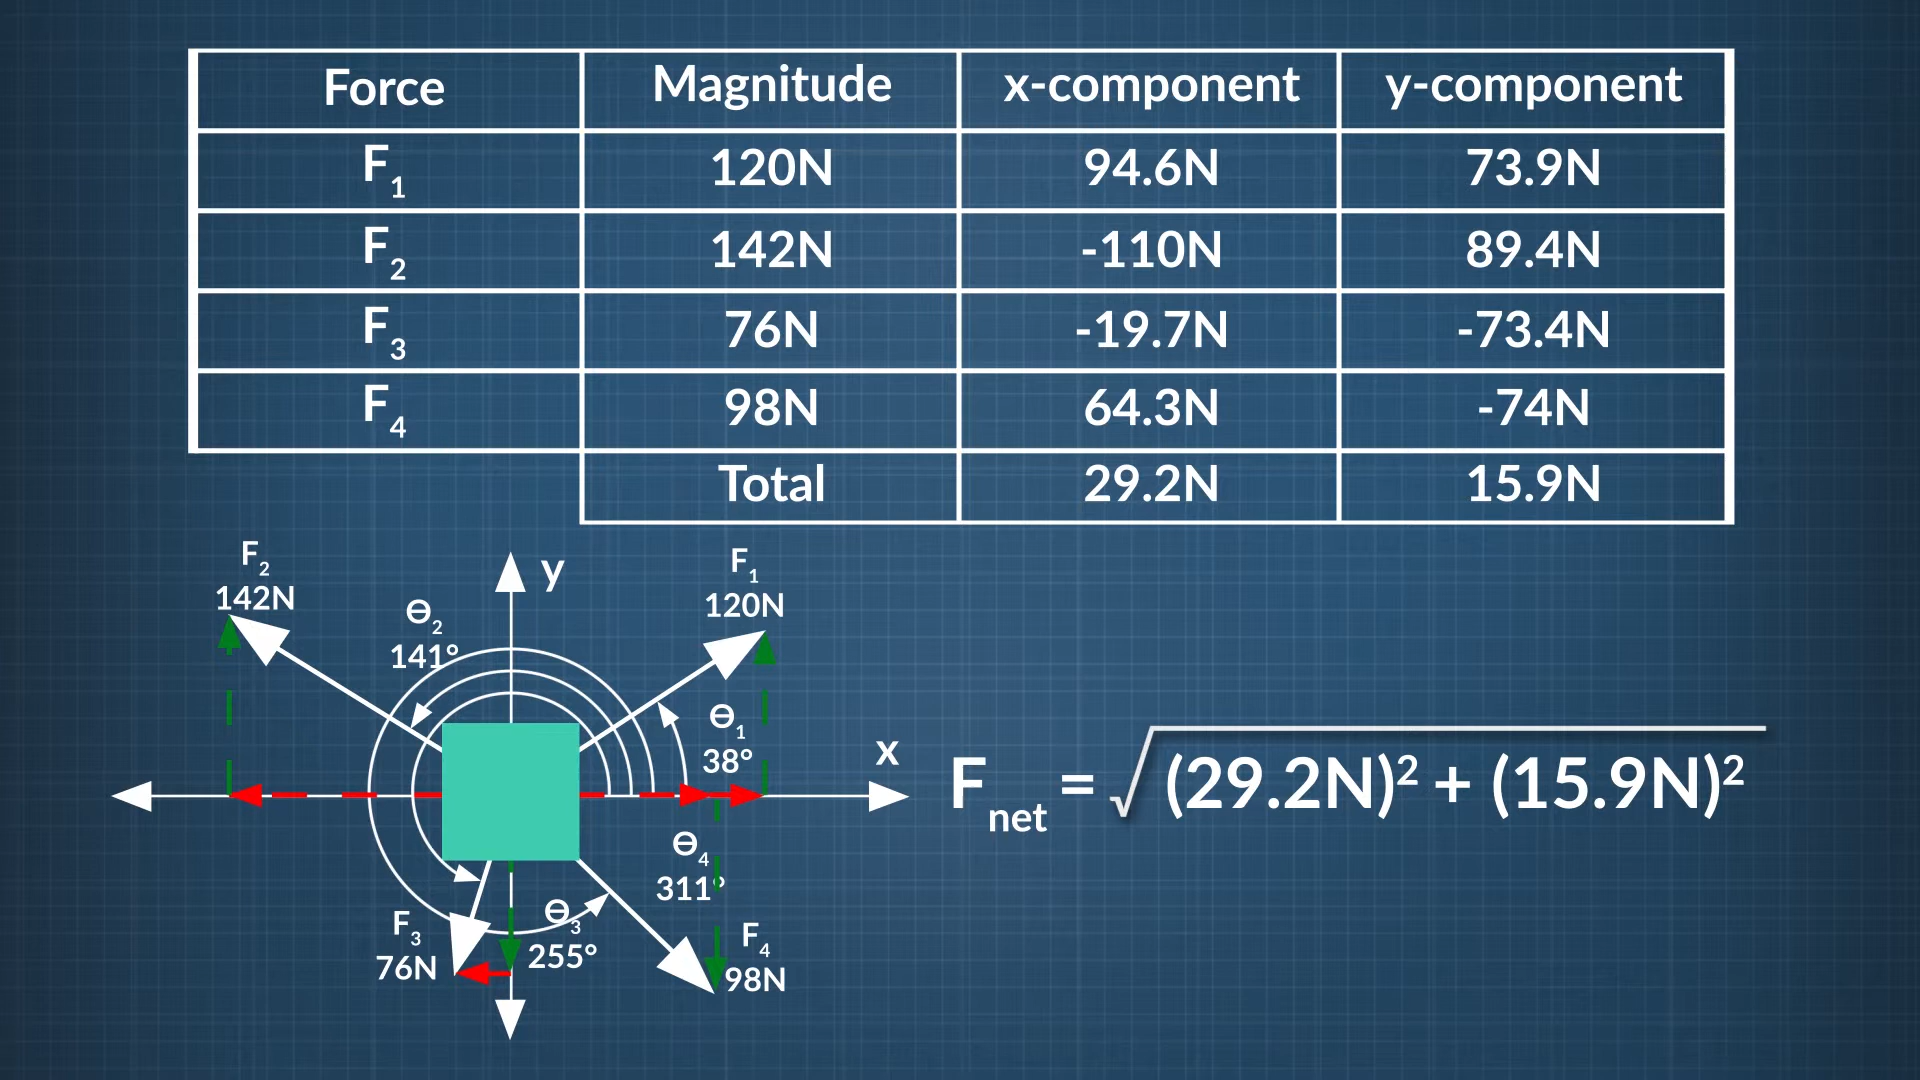 Force Magnitude x-component y-component
F₁ 120N 94.6N 73.9N
F₂ 142N -110N 89.4N
F₃ 76N -19.7N -73.4N
F₄ 98N 64.3N -74N
Total 29.2N 15.9N
F₂
142N
y
F₁
120N
ϴ₂
141°
ϴ₁
38°
x
Fnet = √(29.2N)² + (15.9N)²
ϴ₄
311°
F₃
76N
ϴ₃
255°
F₄
98N